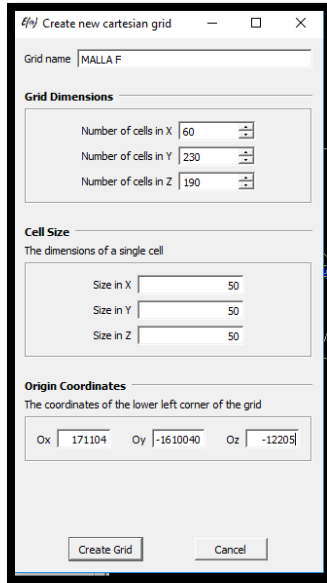 E(∞) Create new cartesian grid
Grid name MALLA F
Grid Dimensions
Number of cells in X 60
Number of cells in Y 230
Number of cells in Z 190
Cell Size
The dimensions of a single cell
Size in X 50
Size in Y 50
Size in Z 50
Origin Coordinates
The coordinates of the lower left corner of the grid
Ox 171104 Oy -1610040 Oz -12205
Create Grid Cancel